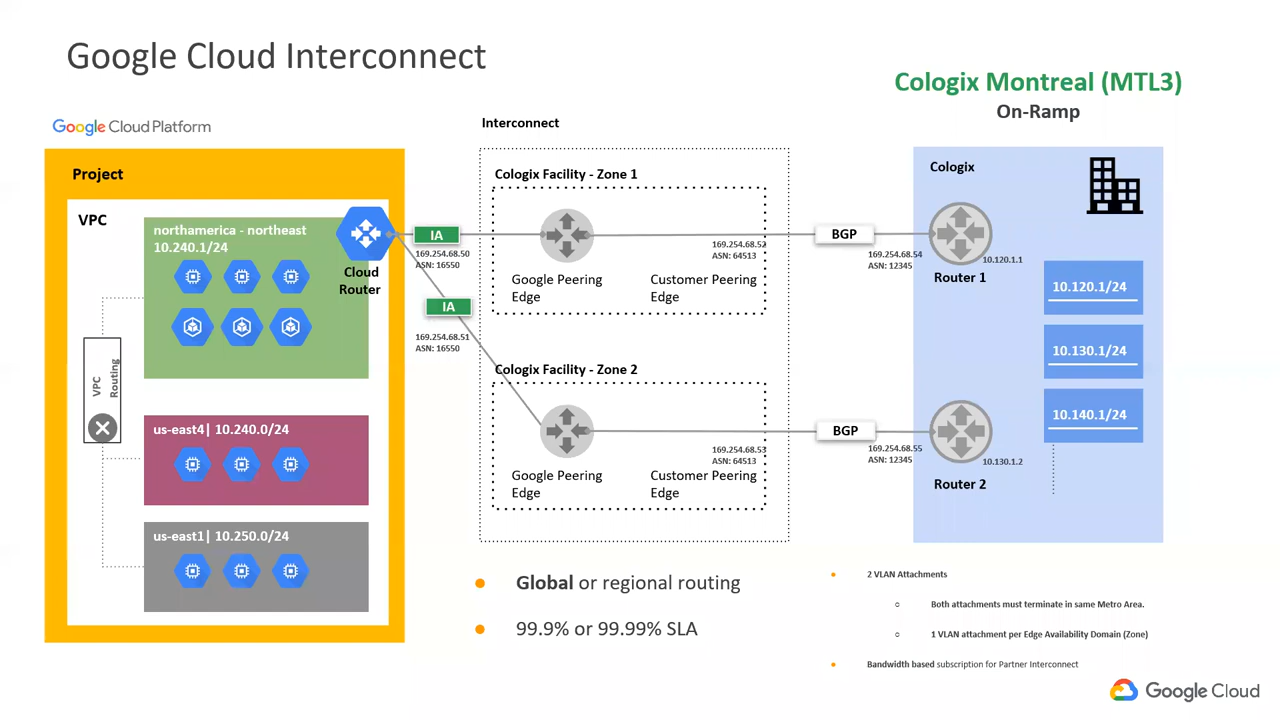 Google Cloud Interconnect
Cologix Montreal (MTL3)
On-Ramp
Google Cloud Platform
Project
VPC
northamerica - northeast
10.240.1/24
Cloud
Router
VPC
Routing
us-east4| 10.240.0/24
us-east1| 10.250.0/24
IA
169.254.68.50
ASN: 16550
IA
169.254.68.51
ASN: 16550
Interconnect
Cologix Facility - Zone 1
169.254.68.52
ASN: 64513
Google Peering
Edge
Customer Peering
Edge
Cologix Facility - Zone 2
169.254.68.53
ASN: 64513
Google Peering
Edge
Customer Peering
Edge
BGP
169.254.68.54
ASN: 12345
BGP
169.254.68.55
ASN: 12345
Cologix
10.120.1.1
Router 1
10.120.1/24
10.130.1/24
10.140.1/24
10.130.1.2
Router 2
Global or regional routing
99.9% or 99.99% SLA
2 VLAN Attachments
Both attachments must terminate in same Metro Area.
1 VLAN attachment per Edge Availability Domain (Zone)
Bandwidth based subscription for Partner Interconnect
Google Cloud